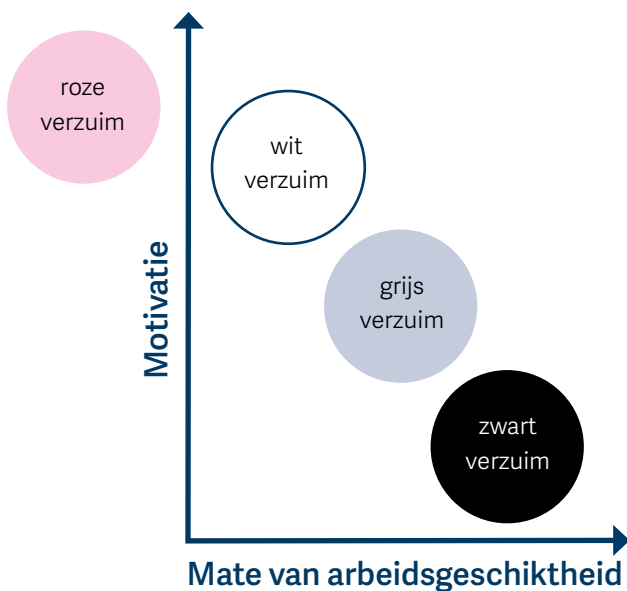 roze
verzuim
wit
verzuim
grijs
verzuim
zwart
verzuim
Motivatie
Mate van arbeidsgeschiktheid